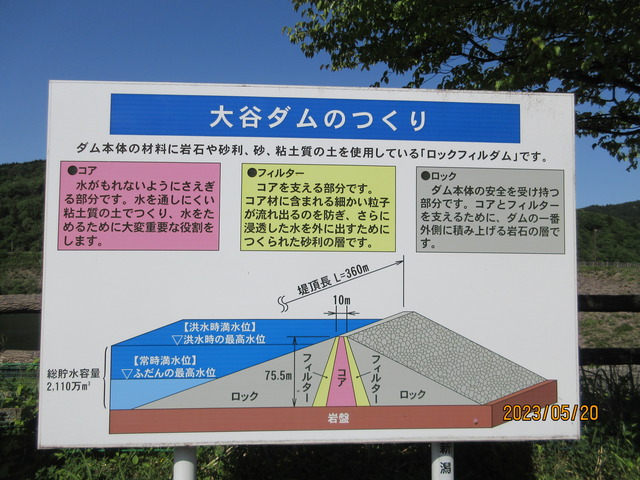 大谷ダムのつくり
ダム本体の材料に岩石や砂利、砂、粘土質の土を使用している「ロックフィルダム」です。
●コア
水がもれないようにさえぎ
る部分です。水を通しにくい
粘土質の土でつくり、水をた
めるために大変重要な役割を
します。
●フィルター
コアを支える部分です。
コア材に含まれる細かい粒子
が流れ出るのを防ぎ、さらに
浸透した水を外に出すために
つくられた砂利の層です。
●ロック
ダム本体の安全を受け持つ
部分です。コアとフィルター
を支えるために、ダムの一番
外側に積み上げる岩石の層で
す。
堤頂長 L=360m
10m
【洪水時満水位】
▽洪水時の最高水位
【常時満水位】
▽ふだんの最高水位
総貯水容量
2,110万m³
75.5m
ロック
フィルター
コア
フィルター
ロック
岩盤
2023/05/20
新潟